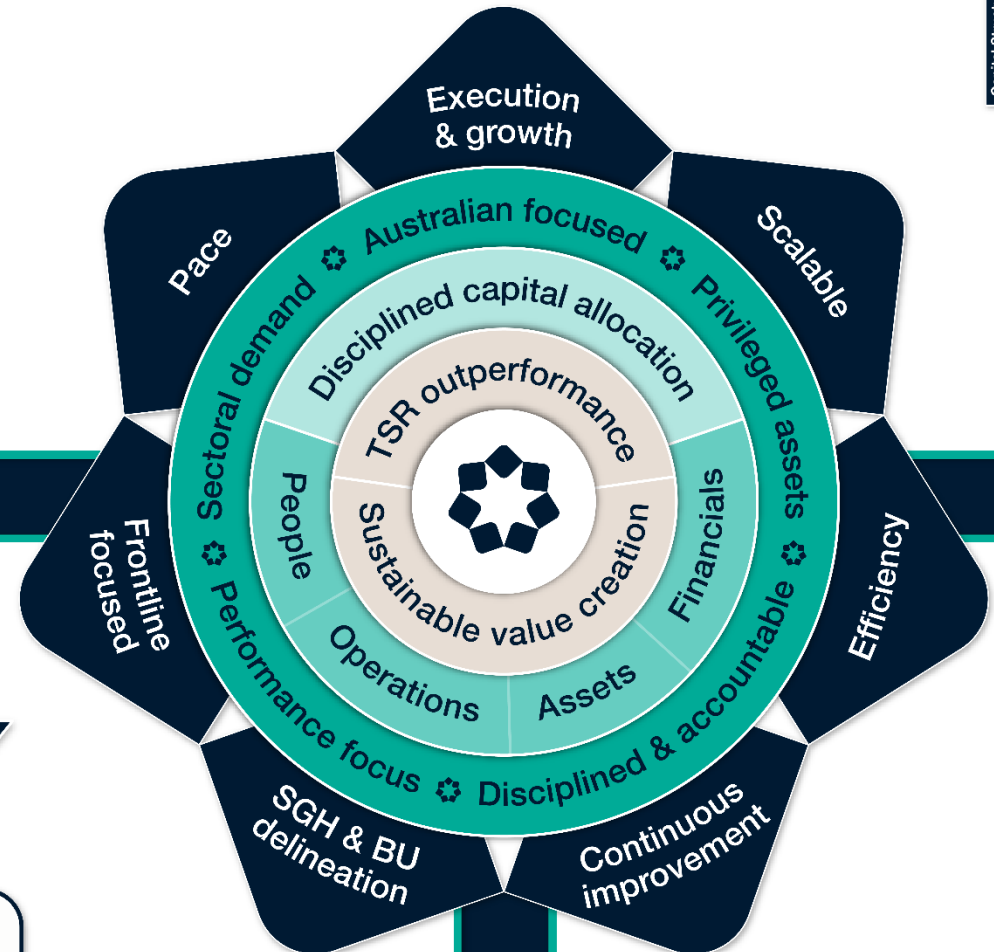 Execution
& growth
Scalable
Efficiency
Continuous
improvement
SGH & BU
delineation
Frontline
focused
Pace
Australian focused
Privileged assets
Disciplined & accountable
Performance focus
Sectoral demand
Disciplined capital allocation
Financials
Assets
Operations
People
TSR outperformance
Sustainable value creation